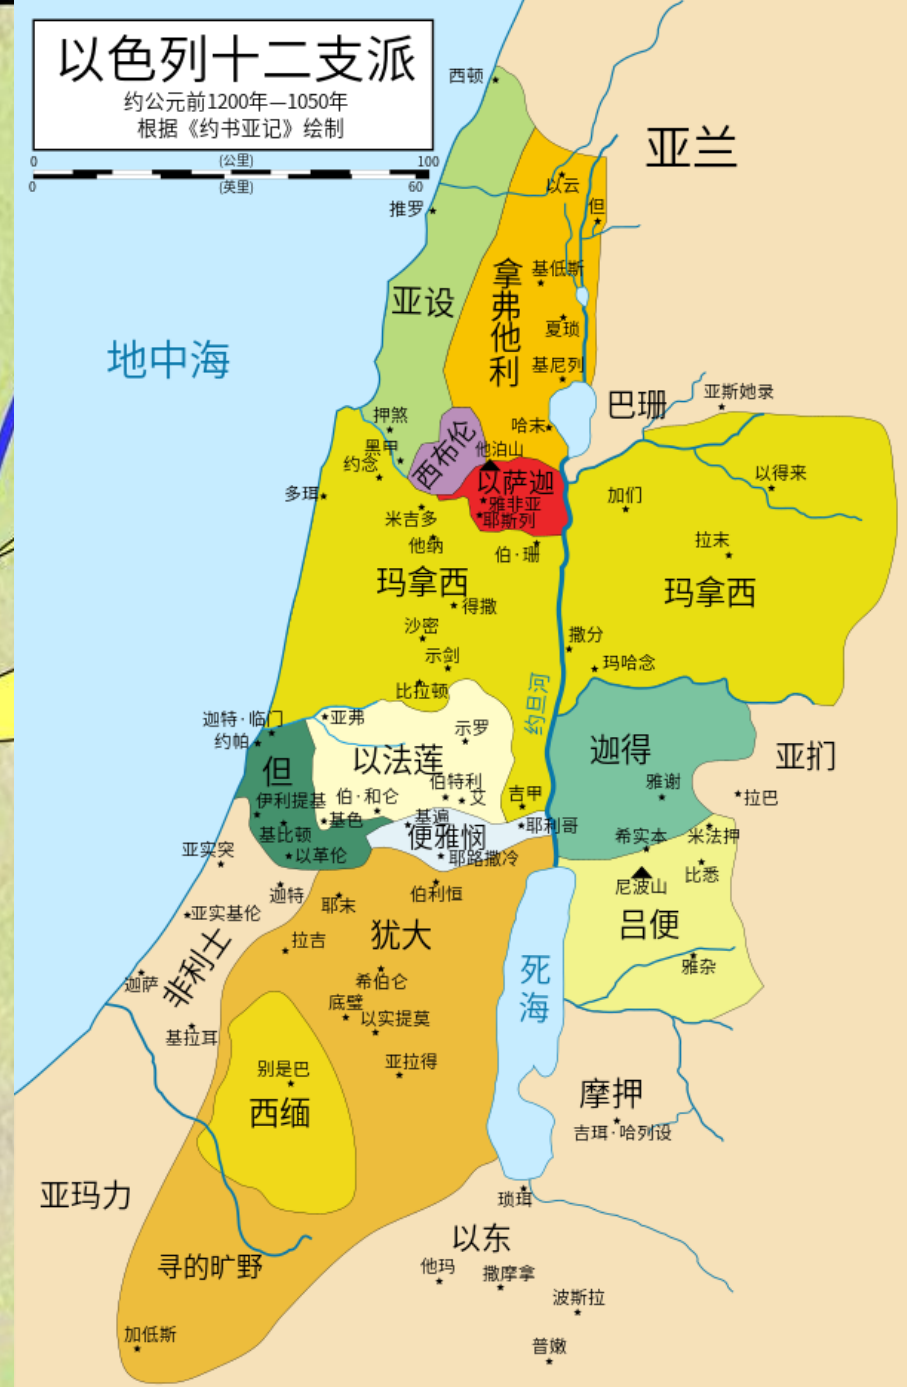 以色列十二支派
约公元前1200年—1050年
根据《约书亚记》绘制
0 (公里) 100
0 (英里) 60
西顿
亚兰
以云
推罗
但
亚设
拿弗他利
基低斯
夏琐
地中海
基尼列
巴珊
亚斯她录
押煞
哈末
西布伦
黑甲
他泊山
约念
以萨迦
以得来
多珥
雅非亚
加们
米吉多
耶斯列
他纳
伯·珊
拉末
玛拿西
玛拿西
得撒
沙密
撒分
示剑
玛哈念
比拉顿
约旦河
迦特·临门
亚弗
示罗
约帕
但
以法莲
迦得
亚扪
伯特利
雅谢
伊利提基
伯·和仑
艾
吉甲
拉巴
基比顿
基色
基遍
耶利哥
便雅悯
希实本
米法押
亚实突
以革伦
耶路撒冷
比悉
尼波山
迦特
伯利恒
亚实基伦
耶末
吕便
犹大
拉吉
非利士
雅杂
迦萨
希伯仑
死海
底璧
以实提莫
基拉耳
别是巴
亚拉得
摩押
西缅
吉珥·哈列设
亚玛力
琐珥
以东
寻的旷野
他玛
撒摩拿
波斯拉
加低斯
普嫩